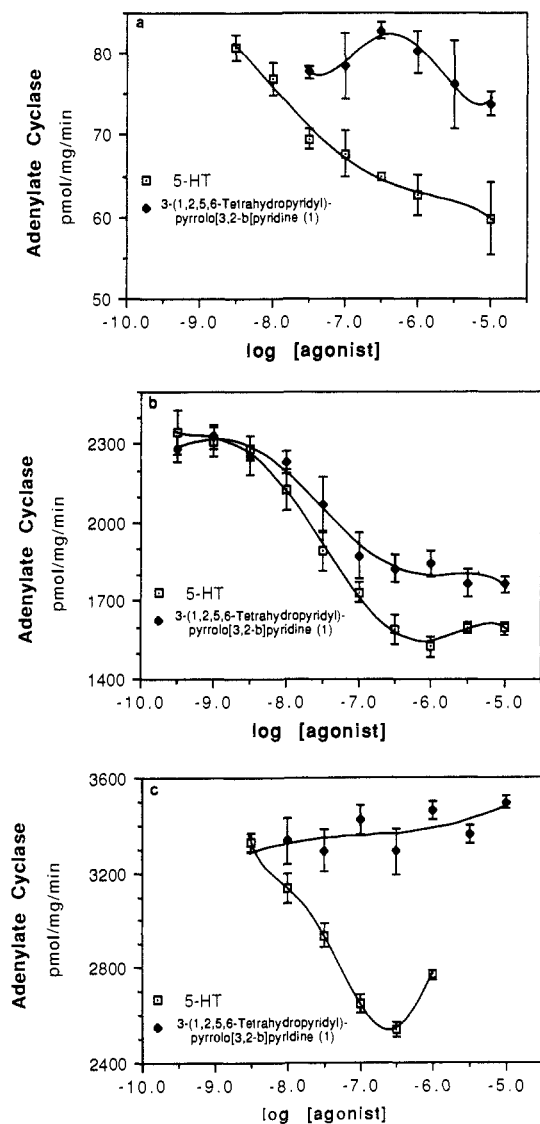 a
80
70
60
50
Adenylate Cyclase
pmol/mg/min
5-HT
3-(1,2,5,6-Tetrahydropyridyl)-
pyrrolo[3,2-b]pyridine (1)
-10.0 -9.0 -8.0 -7.0 -6.0 -5.0
log [agonist]
b
2300
2000
1700
1400
Adenylate Cyclase
pmol/mg/min
5-HT
3-(1,2,5,6-Tetrahydropyridyl)-
pyrrolo[3,2-b]pyridine (1)
-10.0 -9.0 -8.0 -7.0 -6.0 -5.0
log [agonist]
c
3600
3200
2800
2400
Adenylate Cyclase
pmol/mg/min
5-HT
3-(1,2,5,6-Tetrahydropyridyl)-
pyrrolo[3,2-b]pyridine (1)
-10.0 -9.0 -8.0 -7.0 -6.0 -5.0
log [agonist]